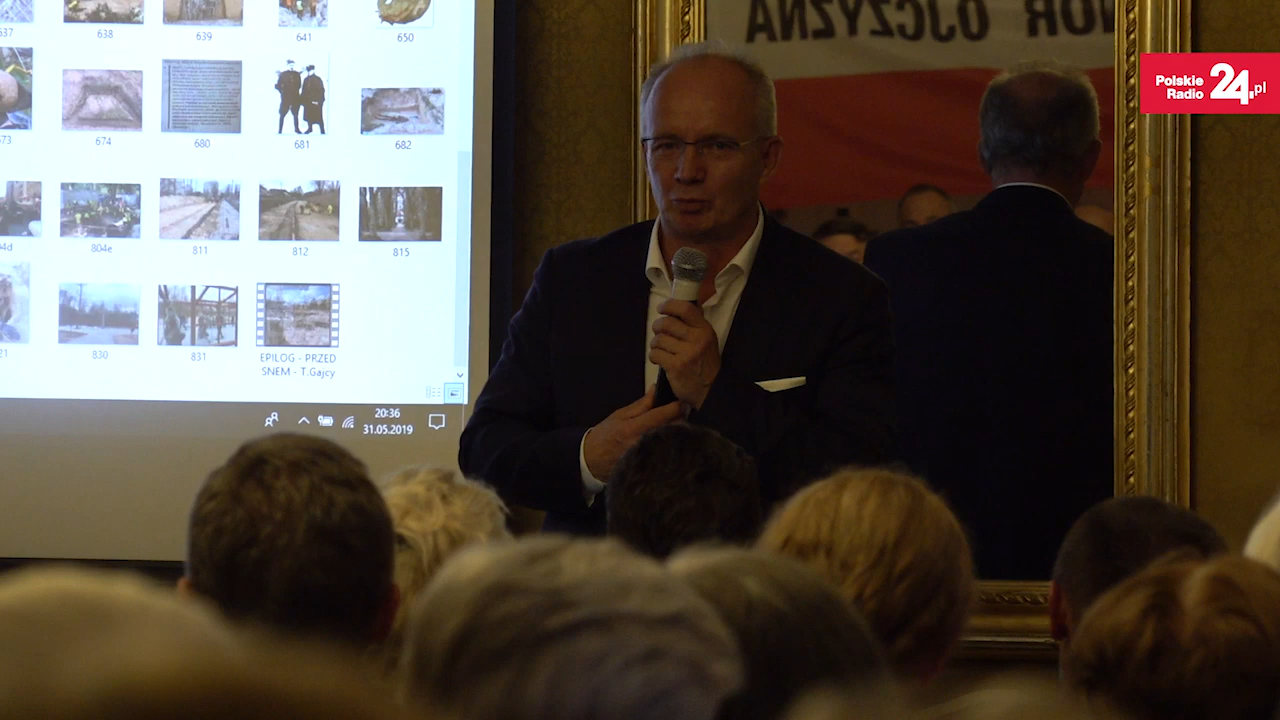 638
639
641
650
674
680
681
682
804e
811
812
815
830
831
EPILOG - PRZED
SNEM - T.Gajcy
20:36
31.05.2019
OJCZYZNA
Polskie
Radio 24.pl